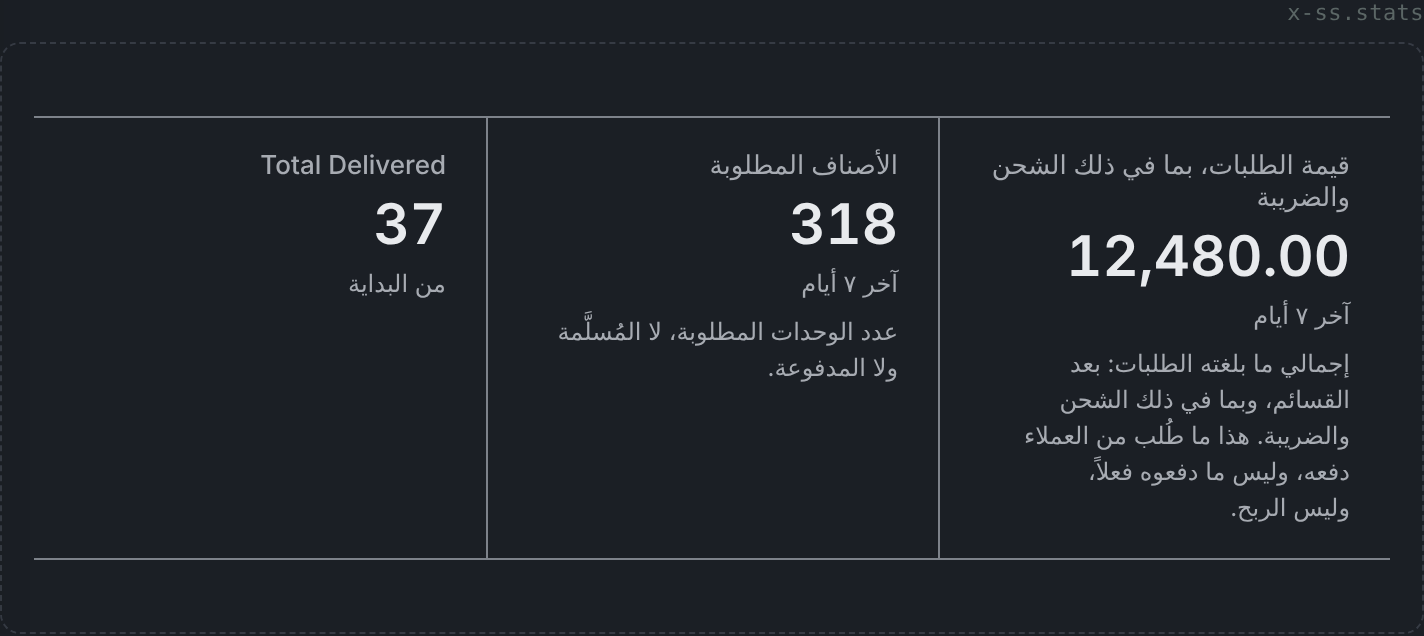 x-ss.stats
قيمة الطلبات، بما في ذلك الشحن
والضريبة
12,480.00
آخر ٧ أيام
إجمالي ما بلغته الطلبات: بعد
القسائم، وبما في ذلك الشحن
والضريبة. هذا ما طُلب من العملاء
دفعه، وليس ما دفعوه فعلاً،
وليس الربح.
الأصناف المطلوبة
318
آخر ٧ أيام
عدد الوحدات المطلوبة، لا المُسلَّمة
ولا المدفوعة.
Total Delivered
37
من البداية